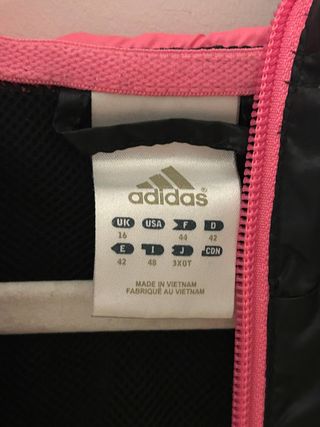 adidas®
UK USA F D
16 44 42
E I J CDN
42 48 3XOT
MADE IN VIETNAM
FABRIQUÉ AU VIETNAM